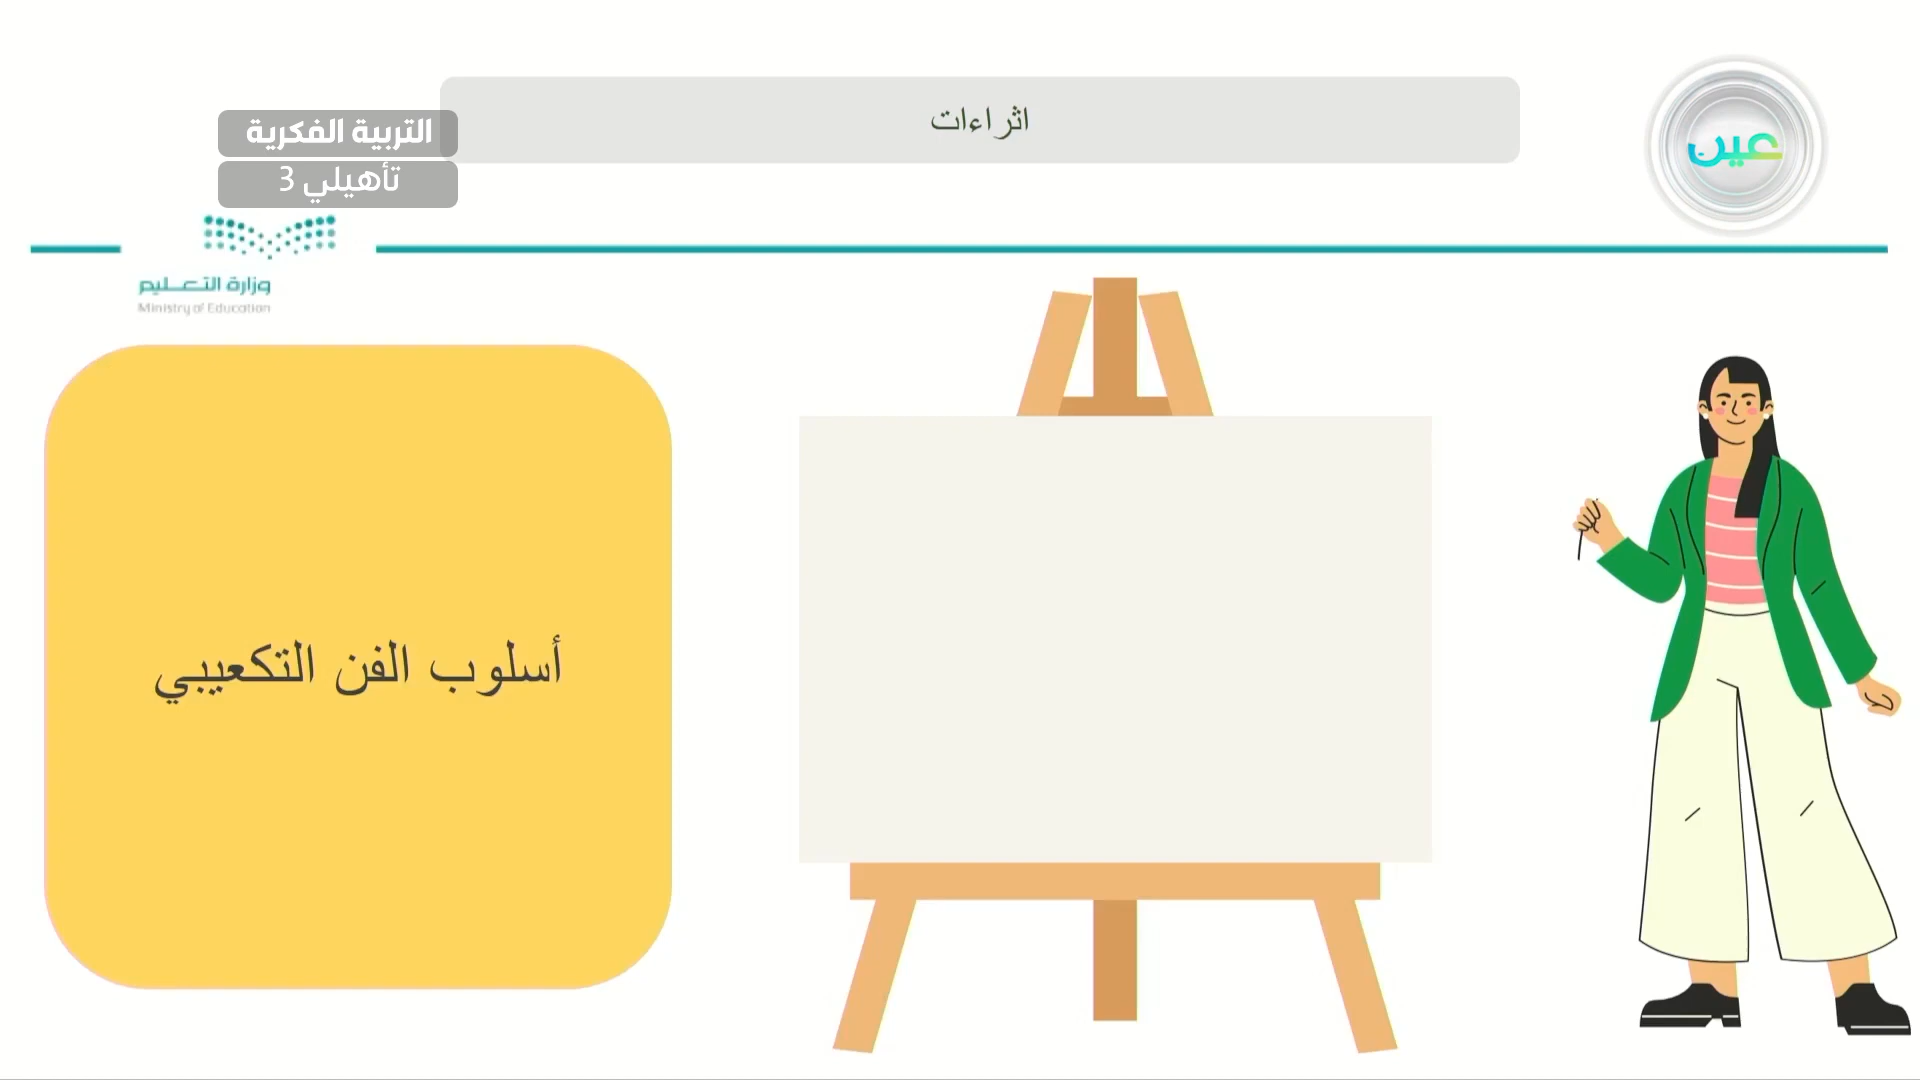 اثراءات
التربية الفكرية
تأهيلي 3
عين
وزارة التعليم
Ministry of Education
أسلوب الفن التكعيبي